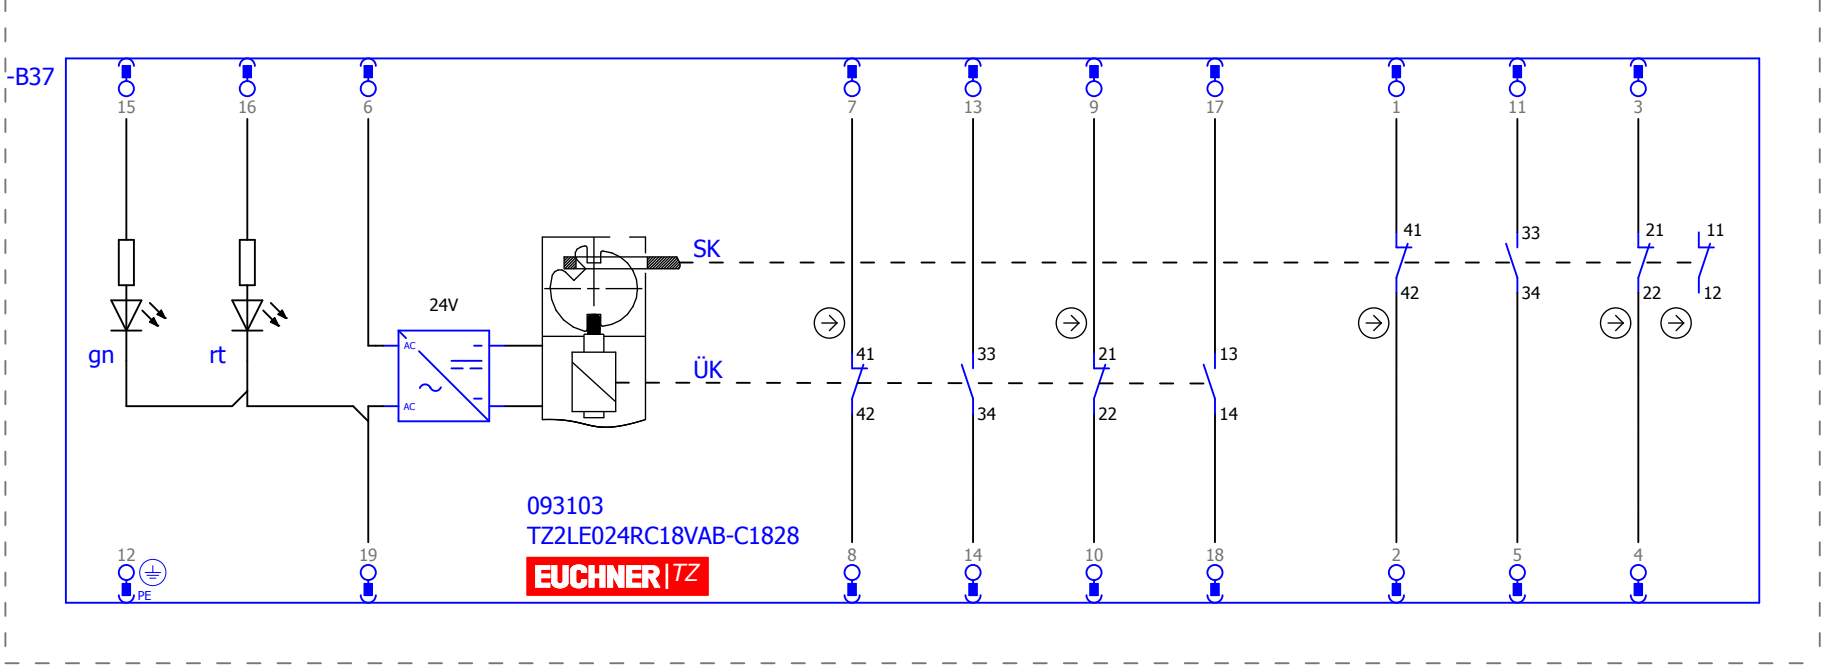 -B37
15 16 6 7 13 9 17 1 11 3
41 33 21 11
SK
42 34 22 12
24V
gn rt AC 41 33 21 13
ÜK
AC 42 34 22 14
093103
TZ2LE024RC18VAB-C1828
12 19 8 14 10 18 2 5 4
EUCHNER TZ
PE